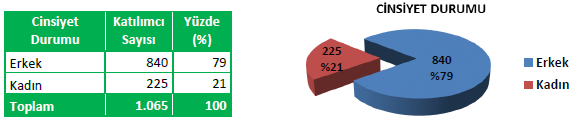 Cinsiyet Durumu Katılımcı Sayısı Yüzde (%)
Erkek 840 79
Kadın 225 21
Toplam 1.065 100
CİNSİYET DURUMU
225
%21
840
%79
Erkek
Kadın